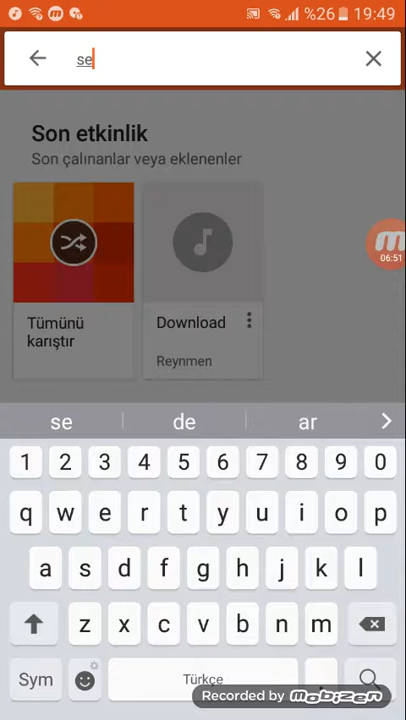 %26 19:49
se
Son etkinlik
Son çalınanlar veya eklenenler
06:51
Tümünü
karıştır
Download
Reynmen
se de ar
1 2 3 4 5 6 7 8 9 0
q w e r t y u i o p
a s d f g h j k l
z x c v b n m
Sym Türkçe
Recorded by mobizen